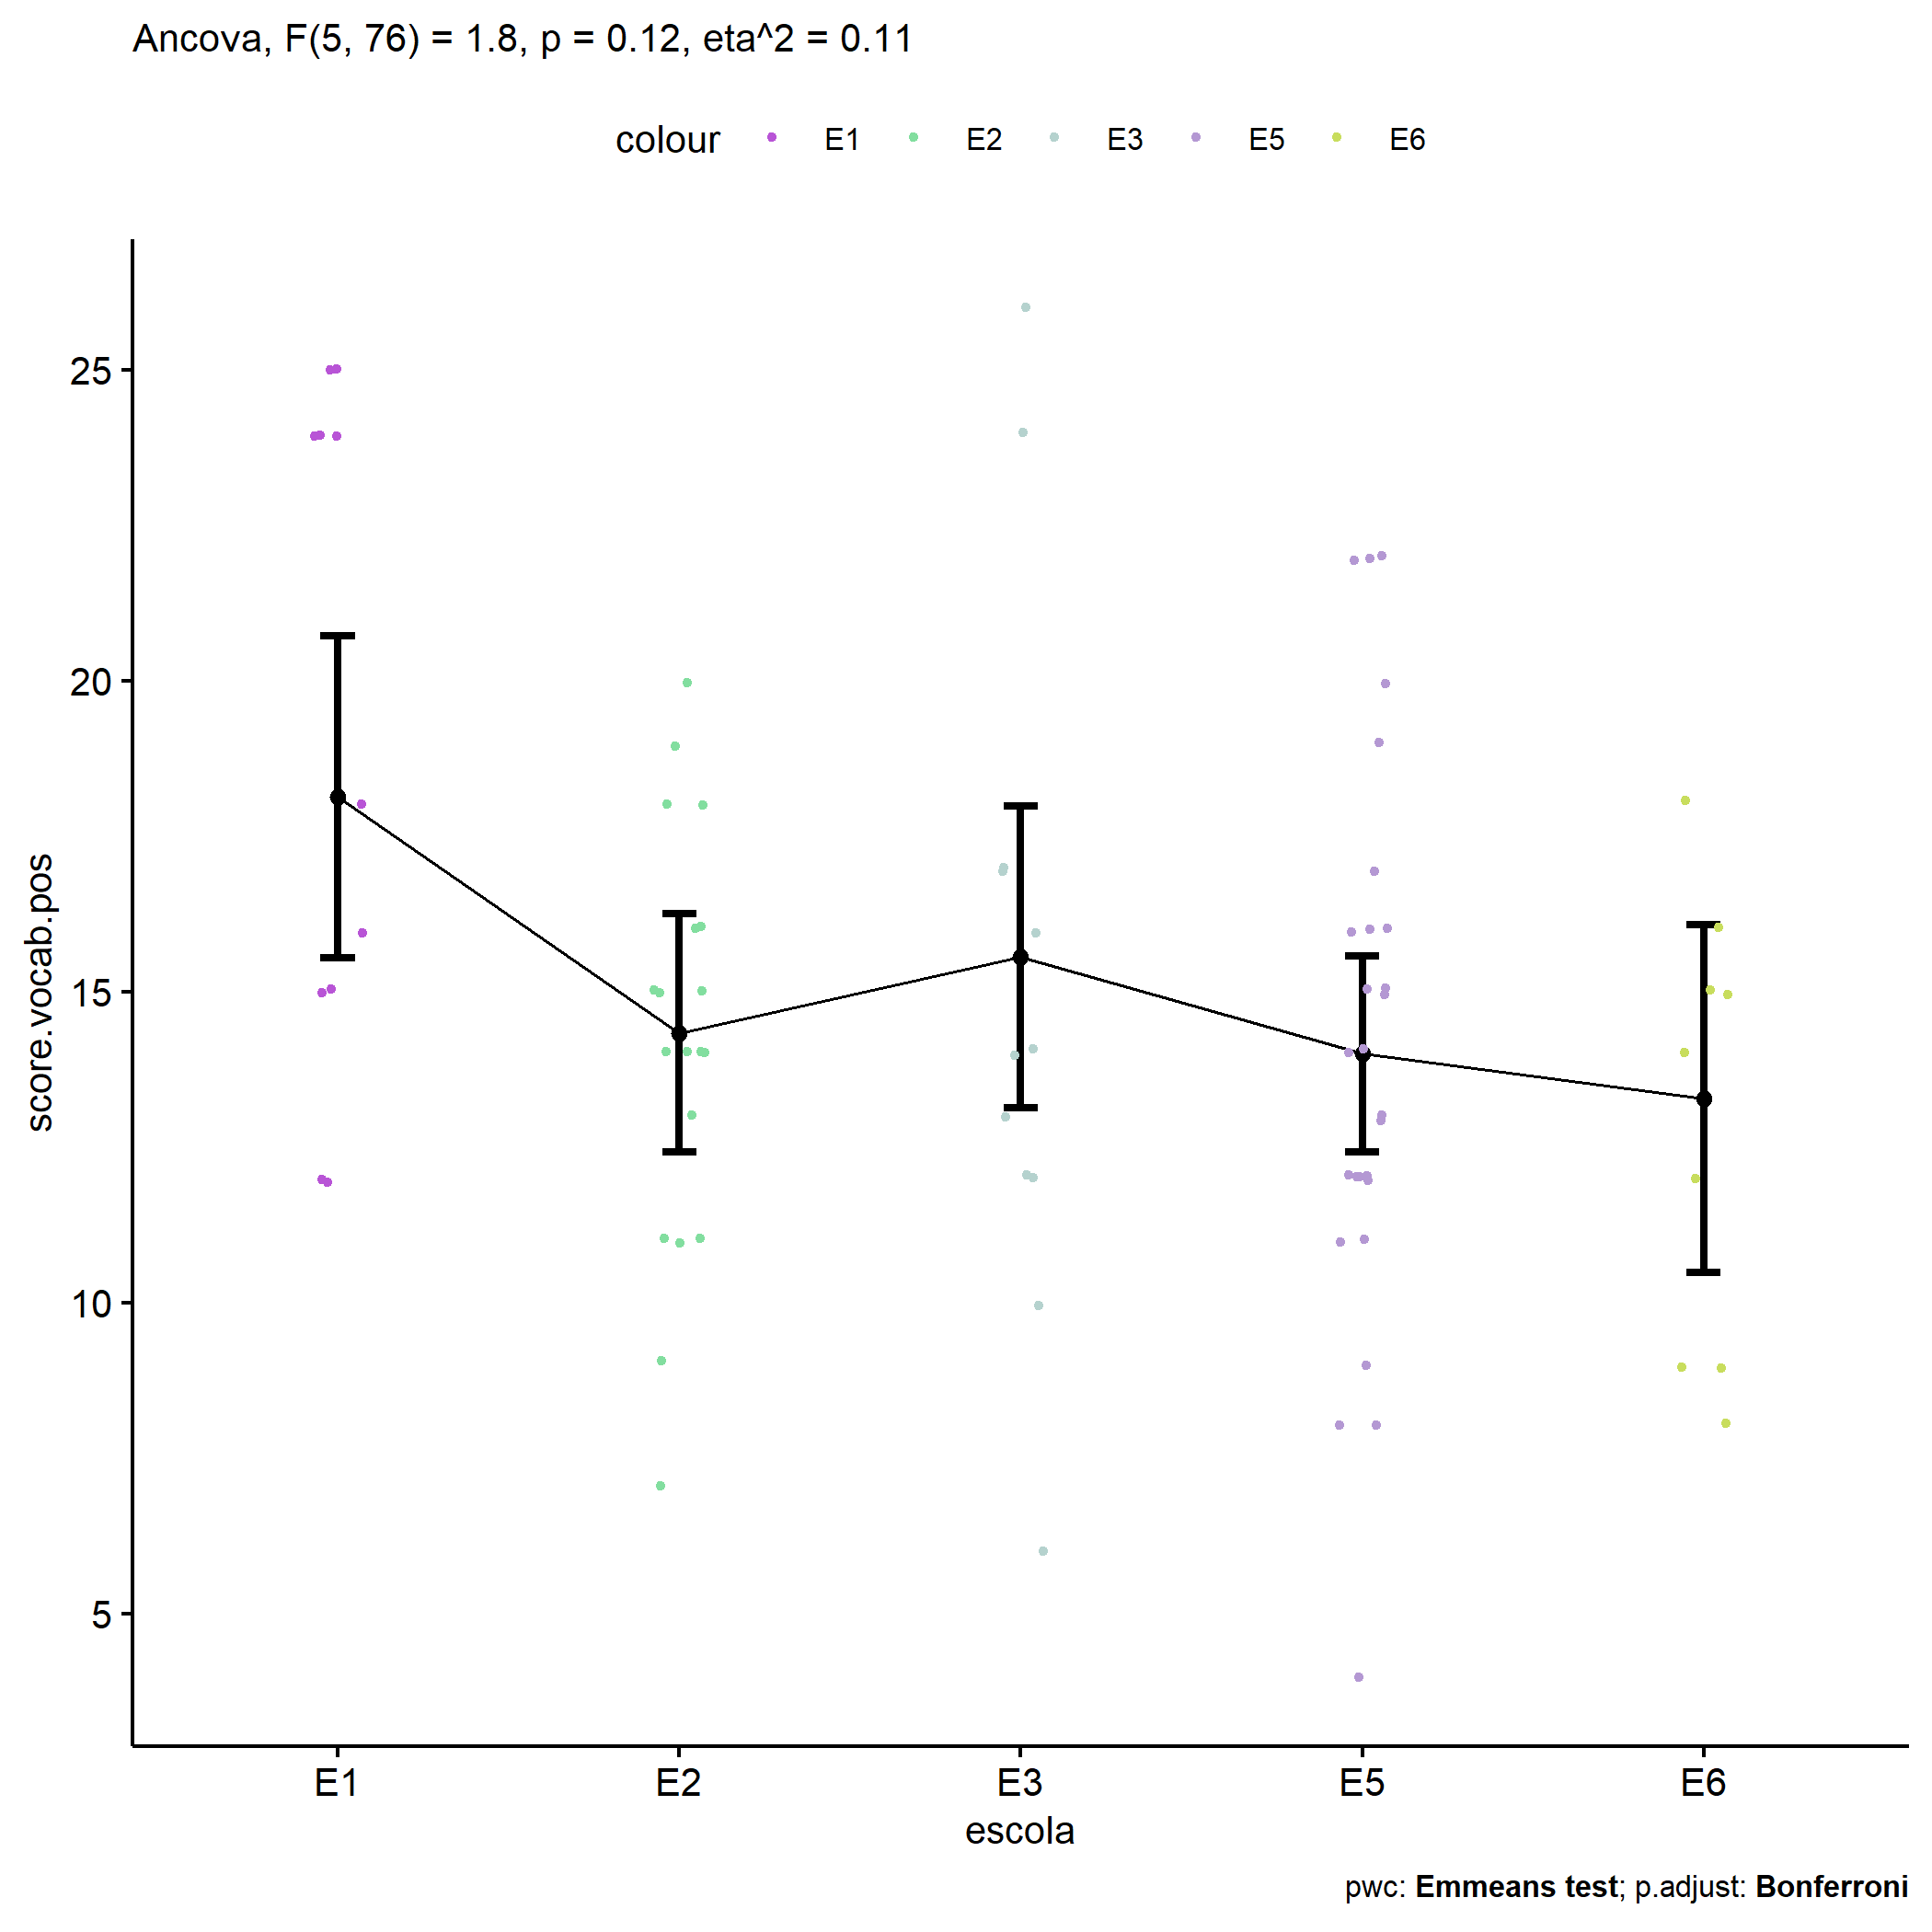 Ancova, F(5, 76) = 1.8, p = 0.12, eta^2 = 0.11
colour E1 E2 E3 E5 E6
25
20
15
10
5
score.vocab.pos
E1 E2 E3 E5 E6
escola
pwc: Emmeans test; p.adjust: Bonferroni